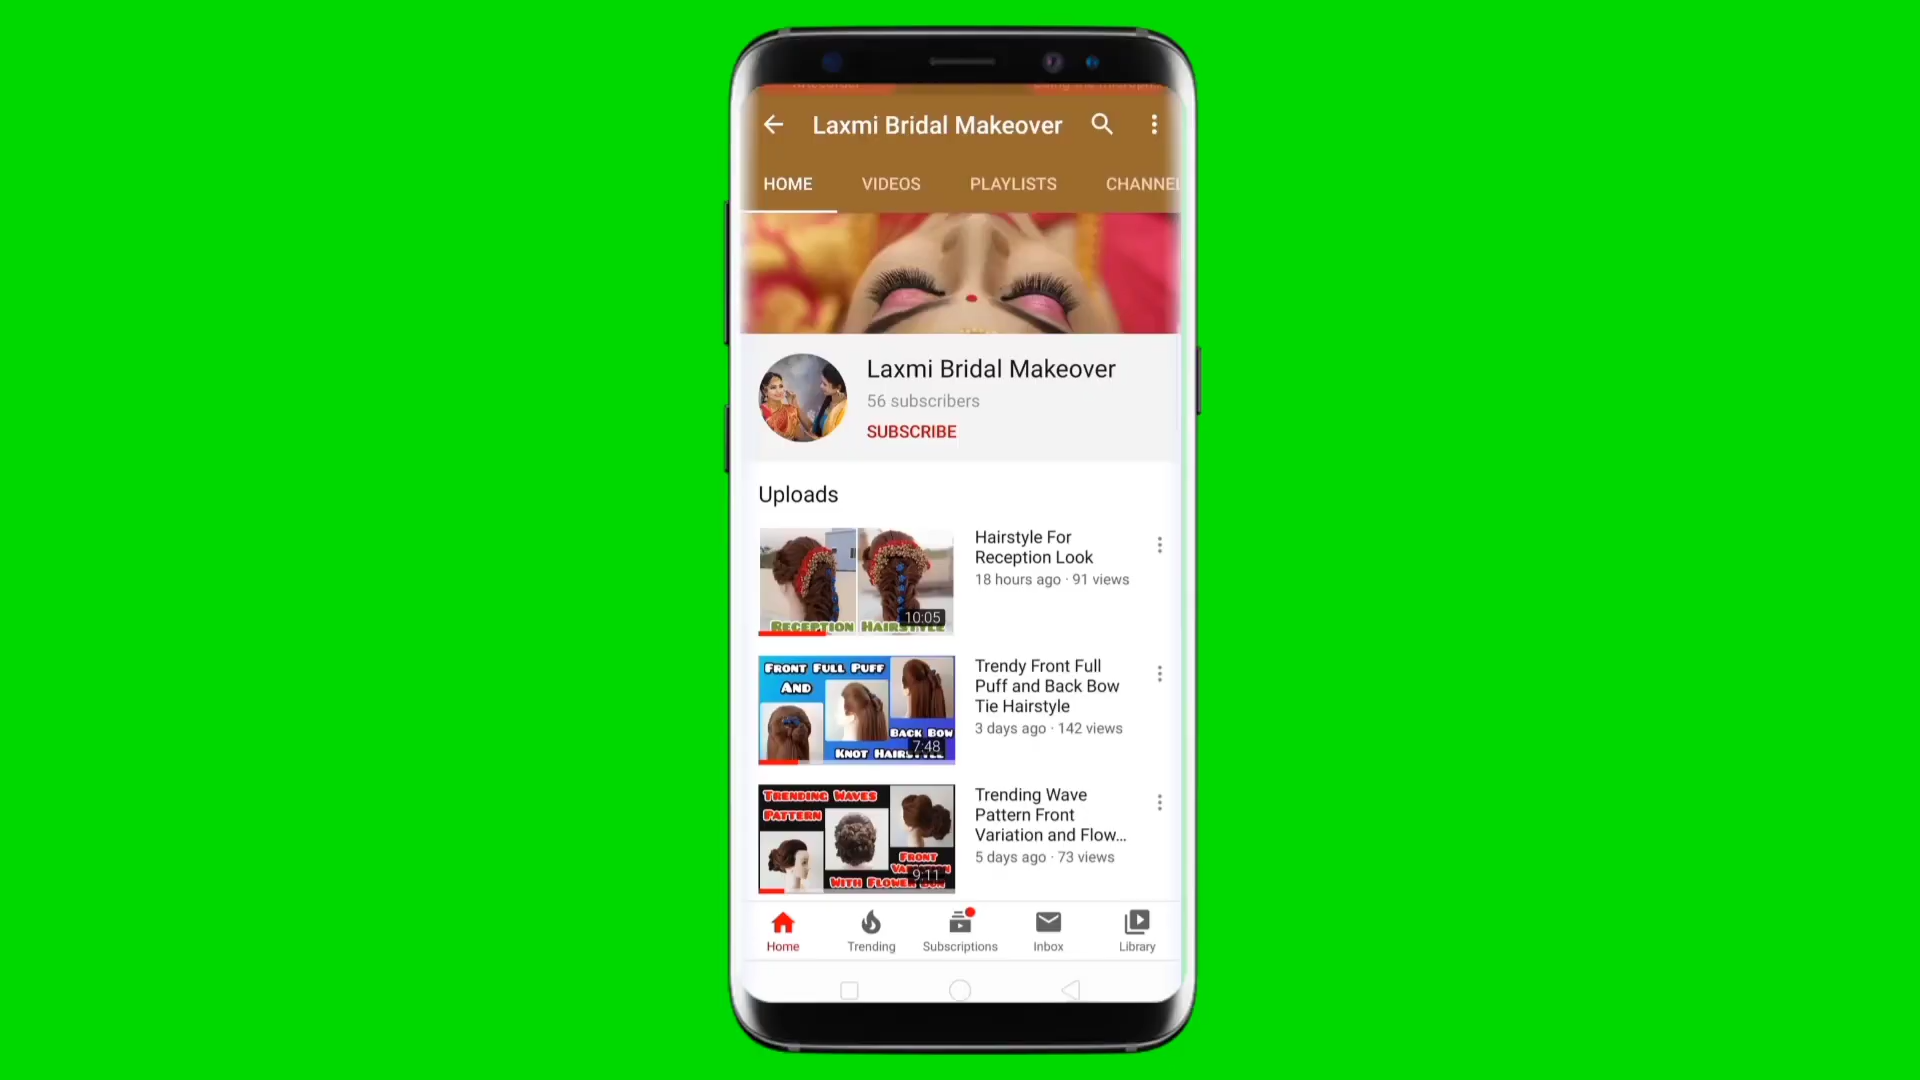 Laxmi Bridal Makeover
HOME VIDEOS PLAYLISTS CHANNEL
Laxmi Bridal Makeover
56 subscribers
SUBSCRIBE
Uploads
Hairstyle For
Reception Look
18 hours ago · 91 views
10:05
RECEPTION HAIRSTYLE
Trendy Front Full
Puff and Back Bow
Tie Hairstyle
3 days ago · 142 views
FRONT FULL PUFF
AND
BACK BOW
7:48
KNOT HAIRSTYLE
Trending Wave
Pattern Front
Variation and Flow...
5 days ago · 73 views
TRENDING WAVES
PATTERN
FRONT
9:11
WITH FLOWER
Home Trending Subscriptions Inbox Library